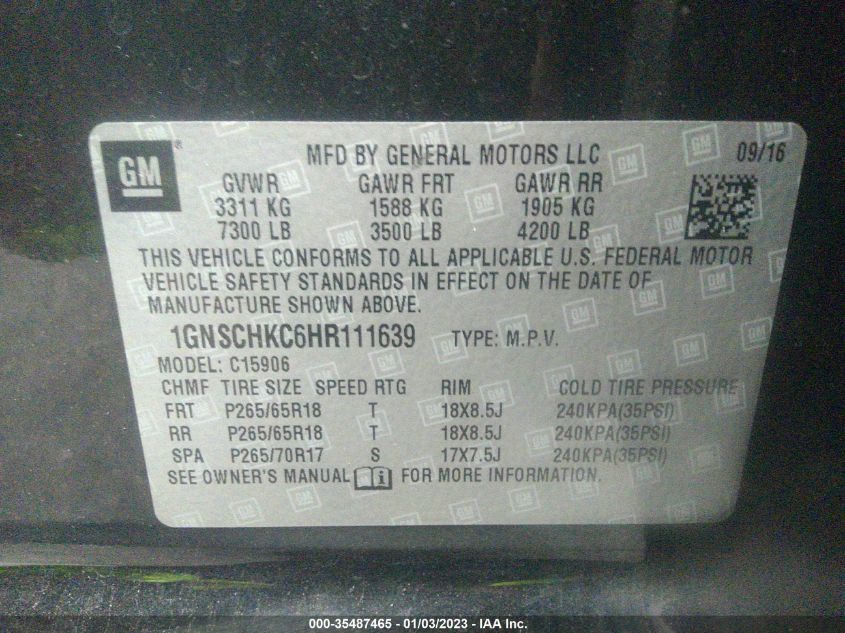 GM ®
MFD BY GENERAL MOTORS LLC 09/16
GVWR GAWR FRT GAWR RR
3311 KG 1588 KG 1905 KG
7300 LB 3500 LB 4200 LB
THIS VEHICLE CONFORMS TO ALL APPLICABLE U.S. FEDERAL MOTOR
VEHICLE SAFETY STANDARDS IN EFFECT ON THE DATE OF
MANUFACTURE SHOWN ABOVE.
1GNSCHKC6HR111639 TYPE: M.P.V.
MODEL: C15906
CHMF TIRE SIZE SPEED RTG RIM COLD TIRE PRESSURE
FRT P265/65R18 T 18X8.5J 240KPA(35PSI)
RR P265/65R18 T 18X8.5J 240KPA(35PSI)
SPA P265/70R17 S 17X7.5J 240KPA(35PSI)
SEE OWNER'S MANUAL i FOR MORE INFORMATION.
000-35487465 - 01/03/2023 - IAA Inc.